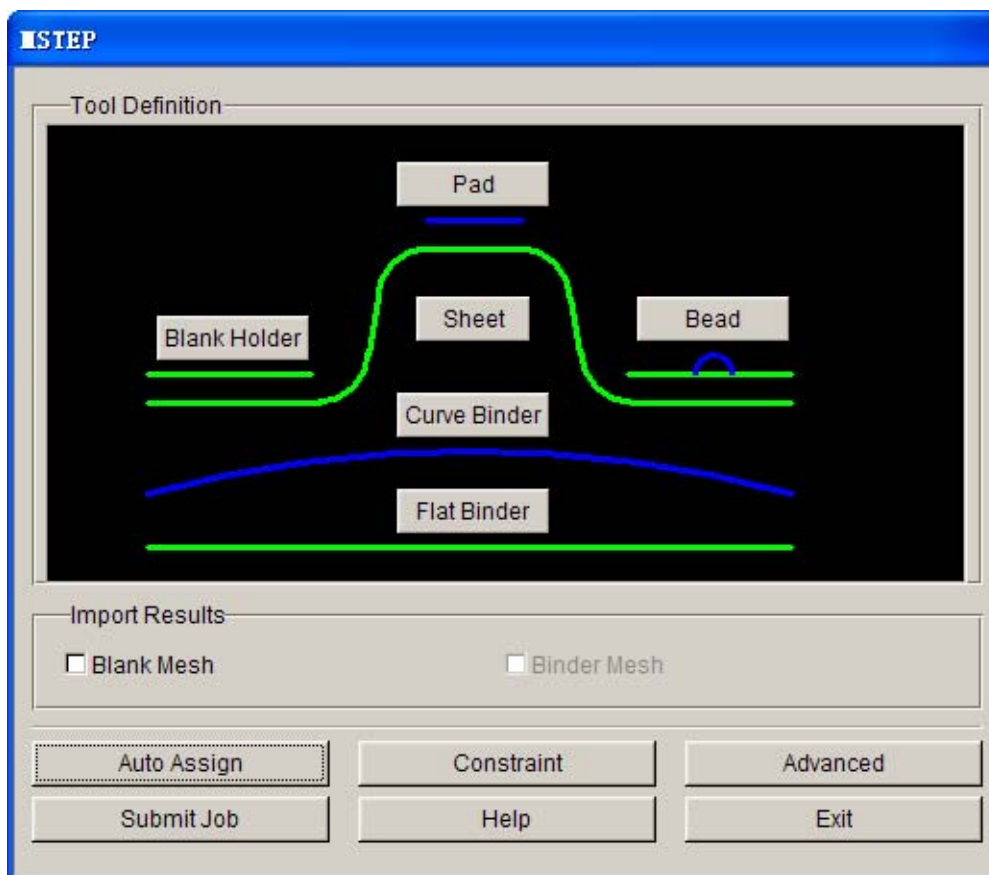 MSTEP
Tool Definition
Pad
Sheet
Bead
Blank Holder
Curve Binder
Flat Binder
Import Results
Blank Mesh
Binder Mesh
Auto Assign
Constraint
Advanced
Submit Job
Help
Exit